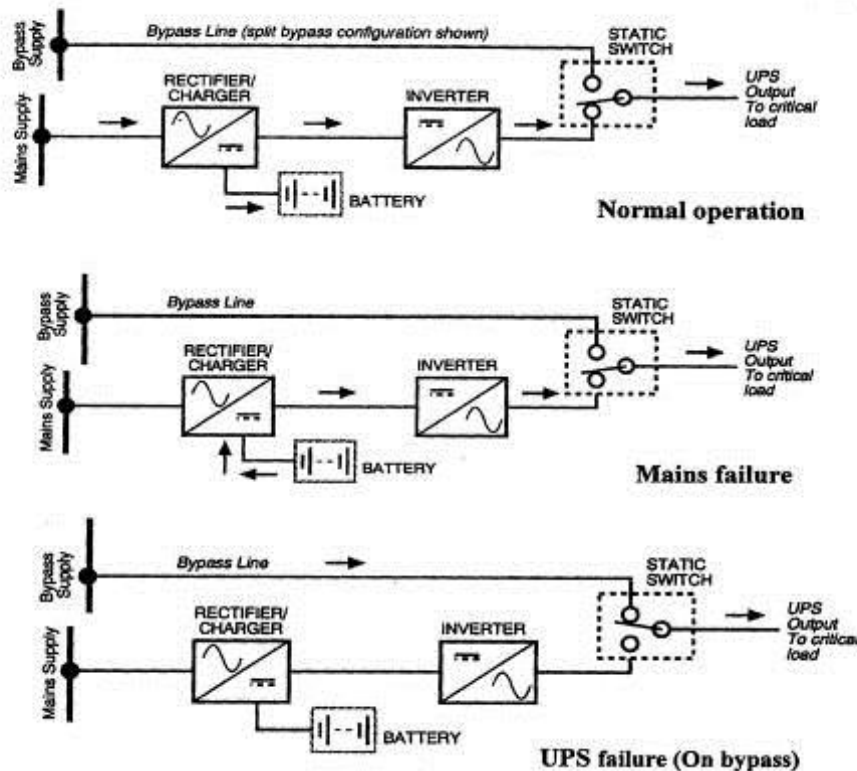 Bypass Supply
Bypass Line (split bypass configuration shown)
STATIC
SWITCH
RECTIFIER/
CHARGER
INVERTER
UPS
Output
To critical
load
Mains Supply
BATTERY
Normal operation
Bypass Supply
Bypass Line
STATIC
SWITCH
RECTIFIER/
CHARGER
INVERTER
UPS
Output
To critical
load
Mains Supply
BATTERY
Mains failure
Bypass Supply
Bypass Line
STATIC
SWITCH
RECTIFIER/
CHARGER
INVERTER
UPS
Output
To critical
load
Mains Supply
BATTERY
UPS failure (On bypass)